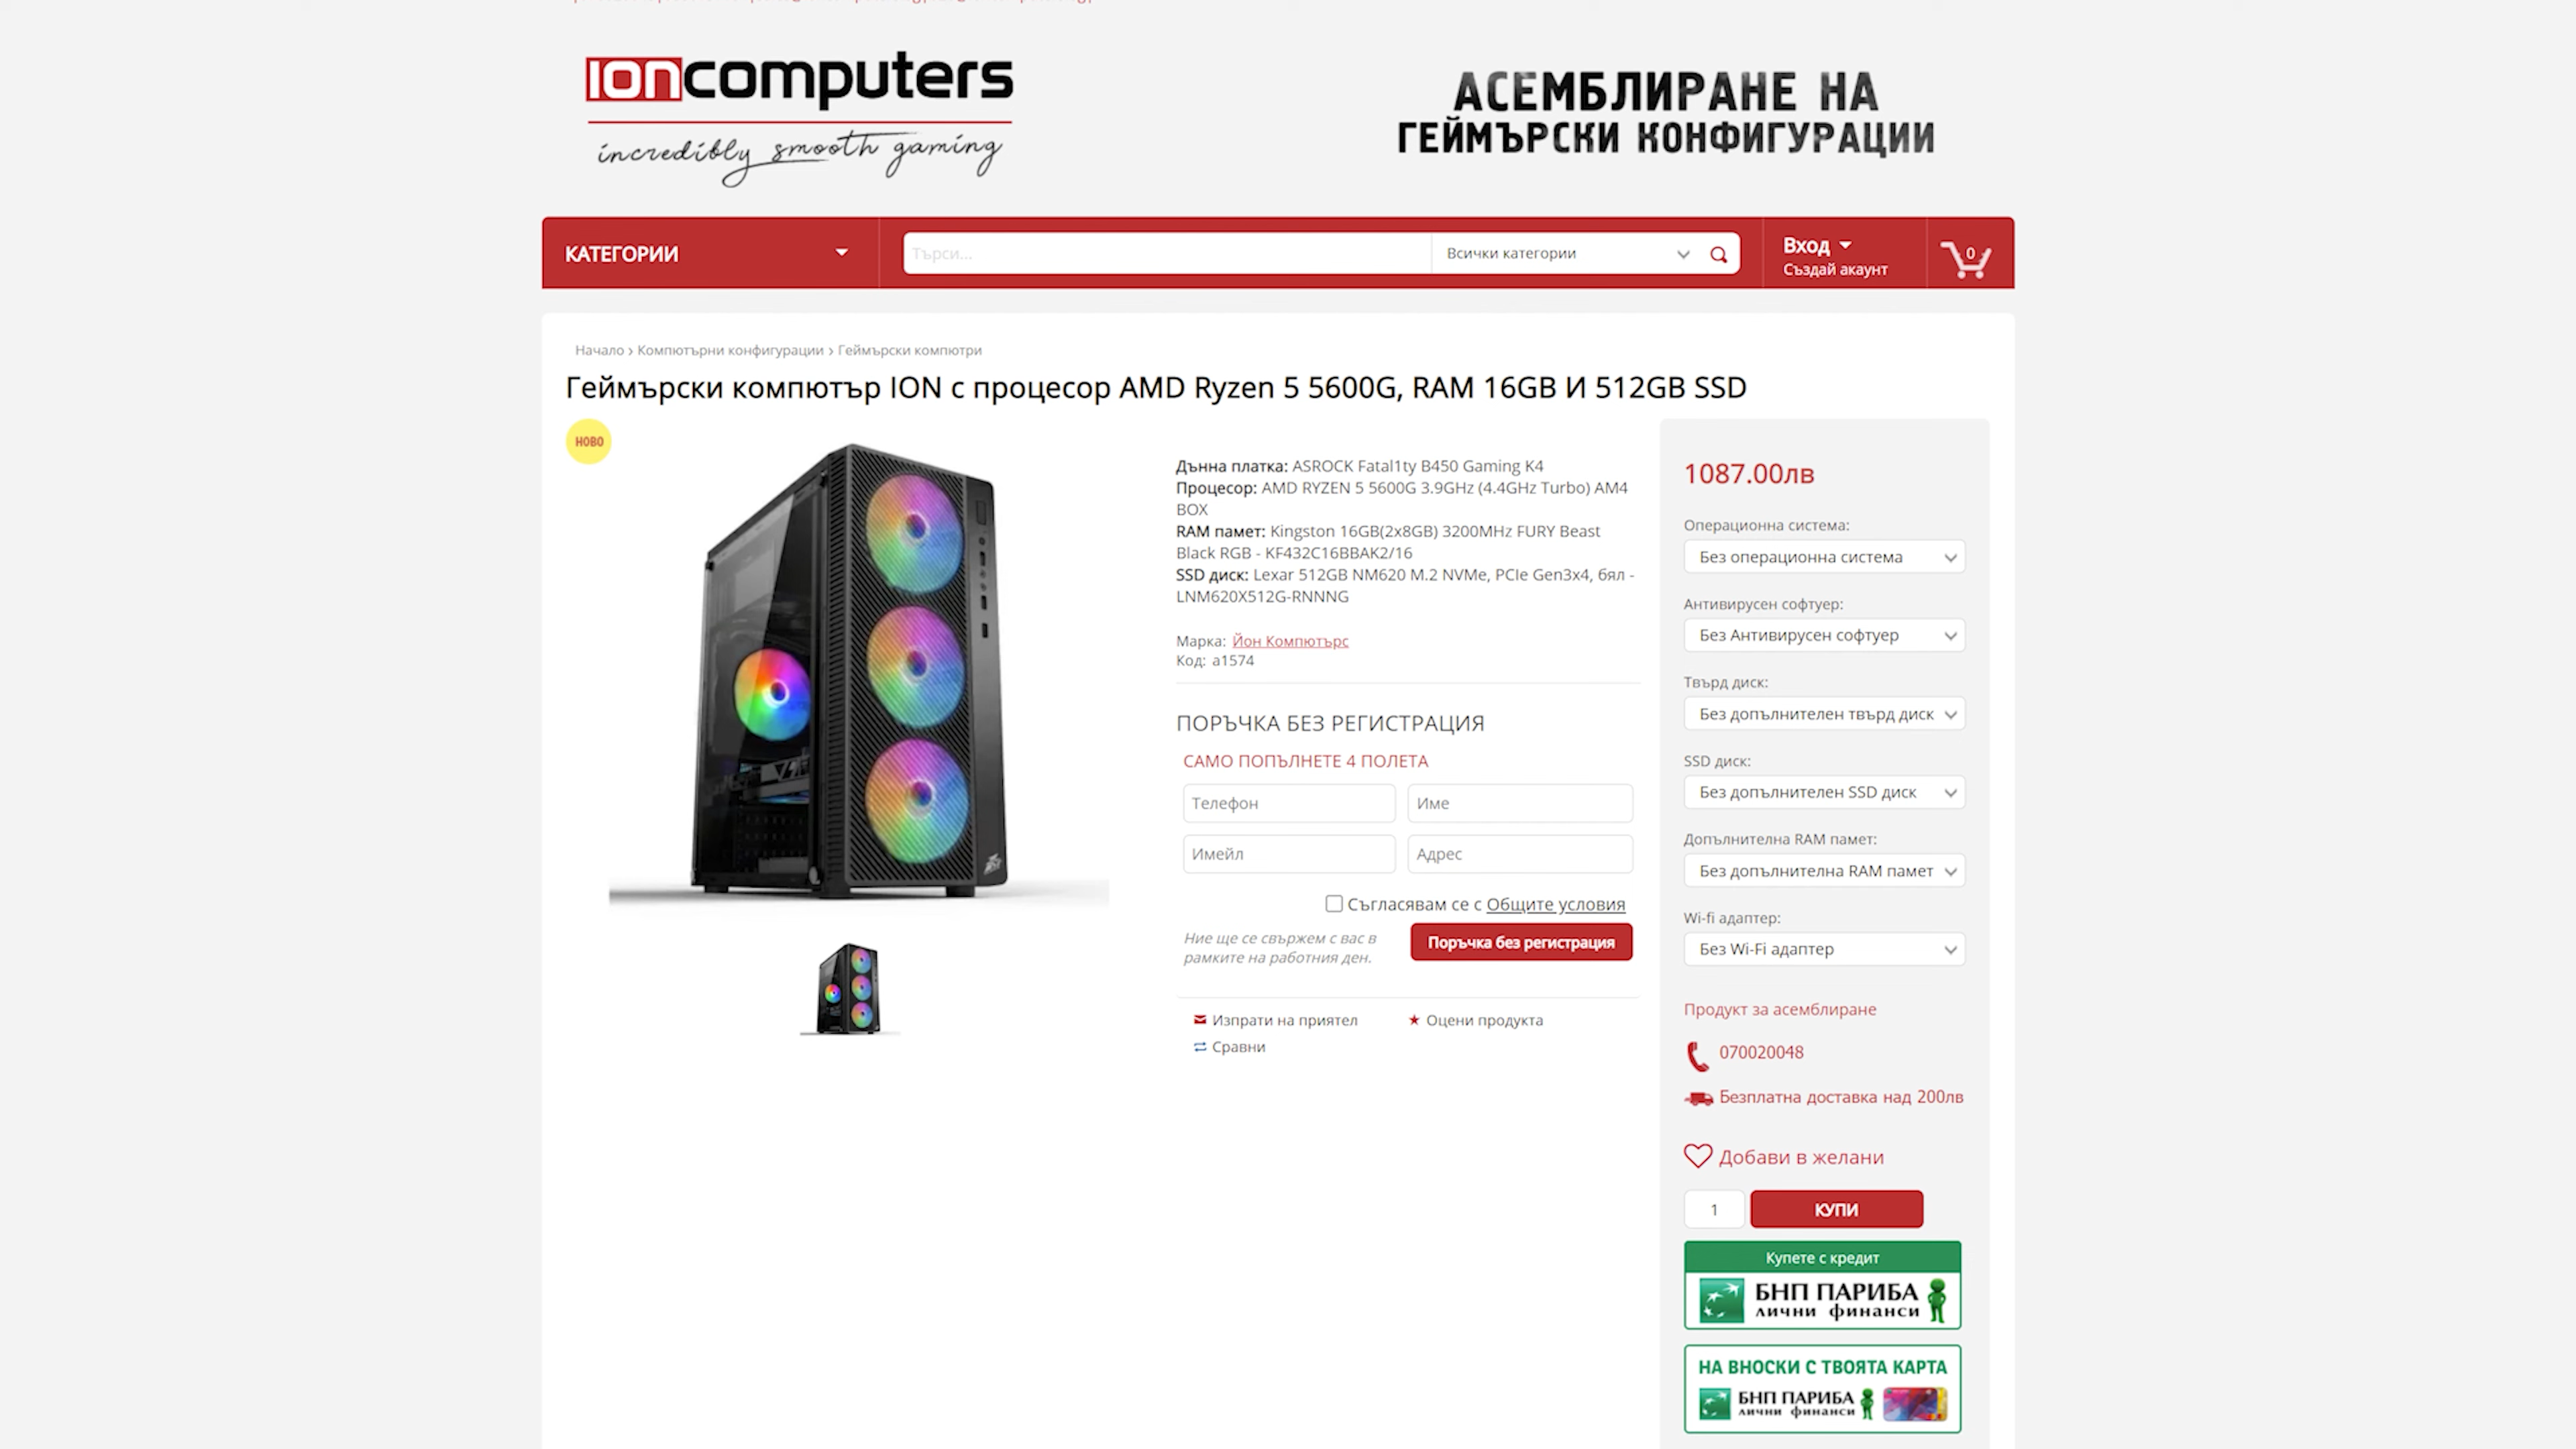 ioncomputers
incredibly smooth gaming
АСЕМБЛИРАНЕ НА
ГЕЙМЪРСКИ КОНФИГУРАЦИИ
КАТЕГОРИИ
Търси...
Всички категории
Вход
Създай акаунт
0
Начало › Компютърни конфигурации › Геймърски компютри
Геймърски компютър ION с процесор AMD Ryzen 5 5600G, RAM 16GB И 512GB SSD
НОВО
Дънна платка: ASROCK Fatal1ty B450 Gaming K4
Процесор: AMD RYZEN 5 5600G 3.9GHz (4.4GHz Turbo) AM4
BOX
RAM памет: Kingston 16GB(2x8GB) 3200MHz FURY Beast
Black RGB - KF432C16BBAK2/16
SSD диск: Lexar 512GB NM620 M.2 NVMe, PCIe Gen3x4, бял -
LNM620X512G-RNNNG
Марка: Йон Компютърс
Код: a1574
ПОРЪЧКА БЕЗ РЕГИСТРАЦИЯ
САМО ПОПЪЛНЕТЕ 4 ПОЛЕТА
Телефон
Име
Имейл
Адрес
Съгласявам се с Общите условия
Ние ще се свържем с вас в
рамките на работния ден.
Поръчка без регистрация
Изпрати на приятел
Оцени продукта
Сравни
1087.00лв
Операционна система:
Без операционна система
Антивирусен софтуер:
Без Антивирусен софтуер
Твърд диск:
Без допълнителен твърд диск
SSD диск:
Без допълнителен SSD диск
Допълнителна RAM памет:
Без допълнителна RAM памет
Wi-fi адаптер:
Без Wi-Fi адаптер
Продукт за асемблиране
070020048
Безплатна доставка над 200лв
Добави в желани
1
КУПИ
Купете с кредит
БНП ПАРИБА
лични финанси
НА ВНОСКИ С ТВОЯТА КАРТА
БНП ПАРИБА
лични финанси